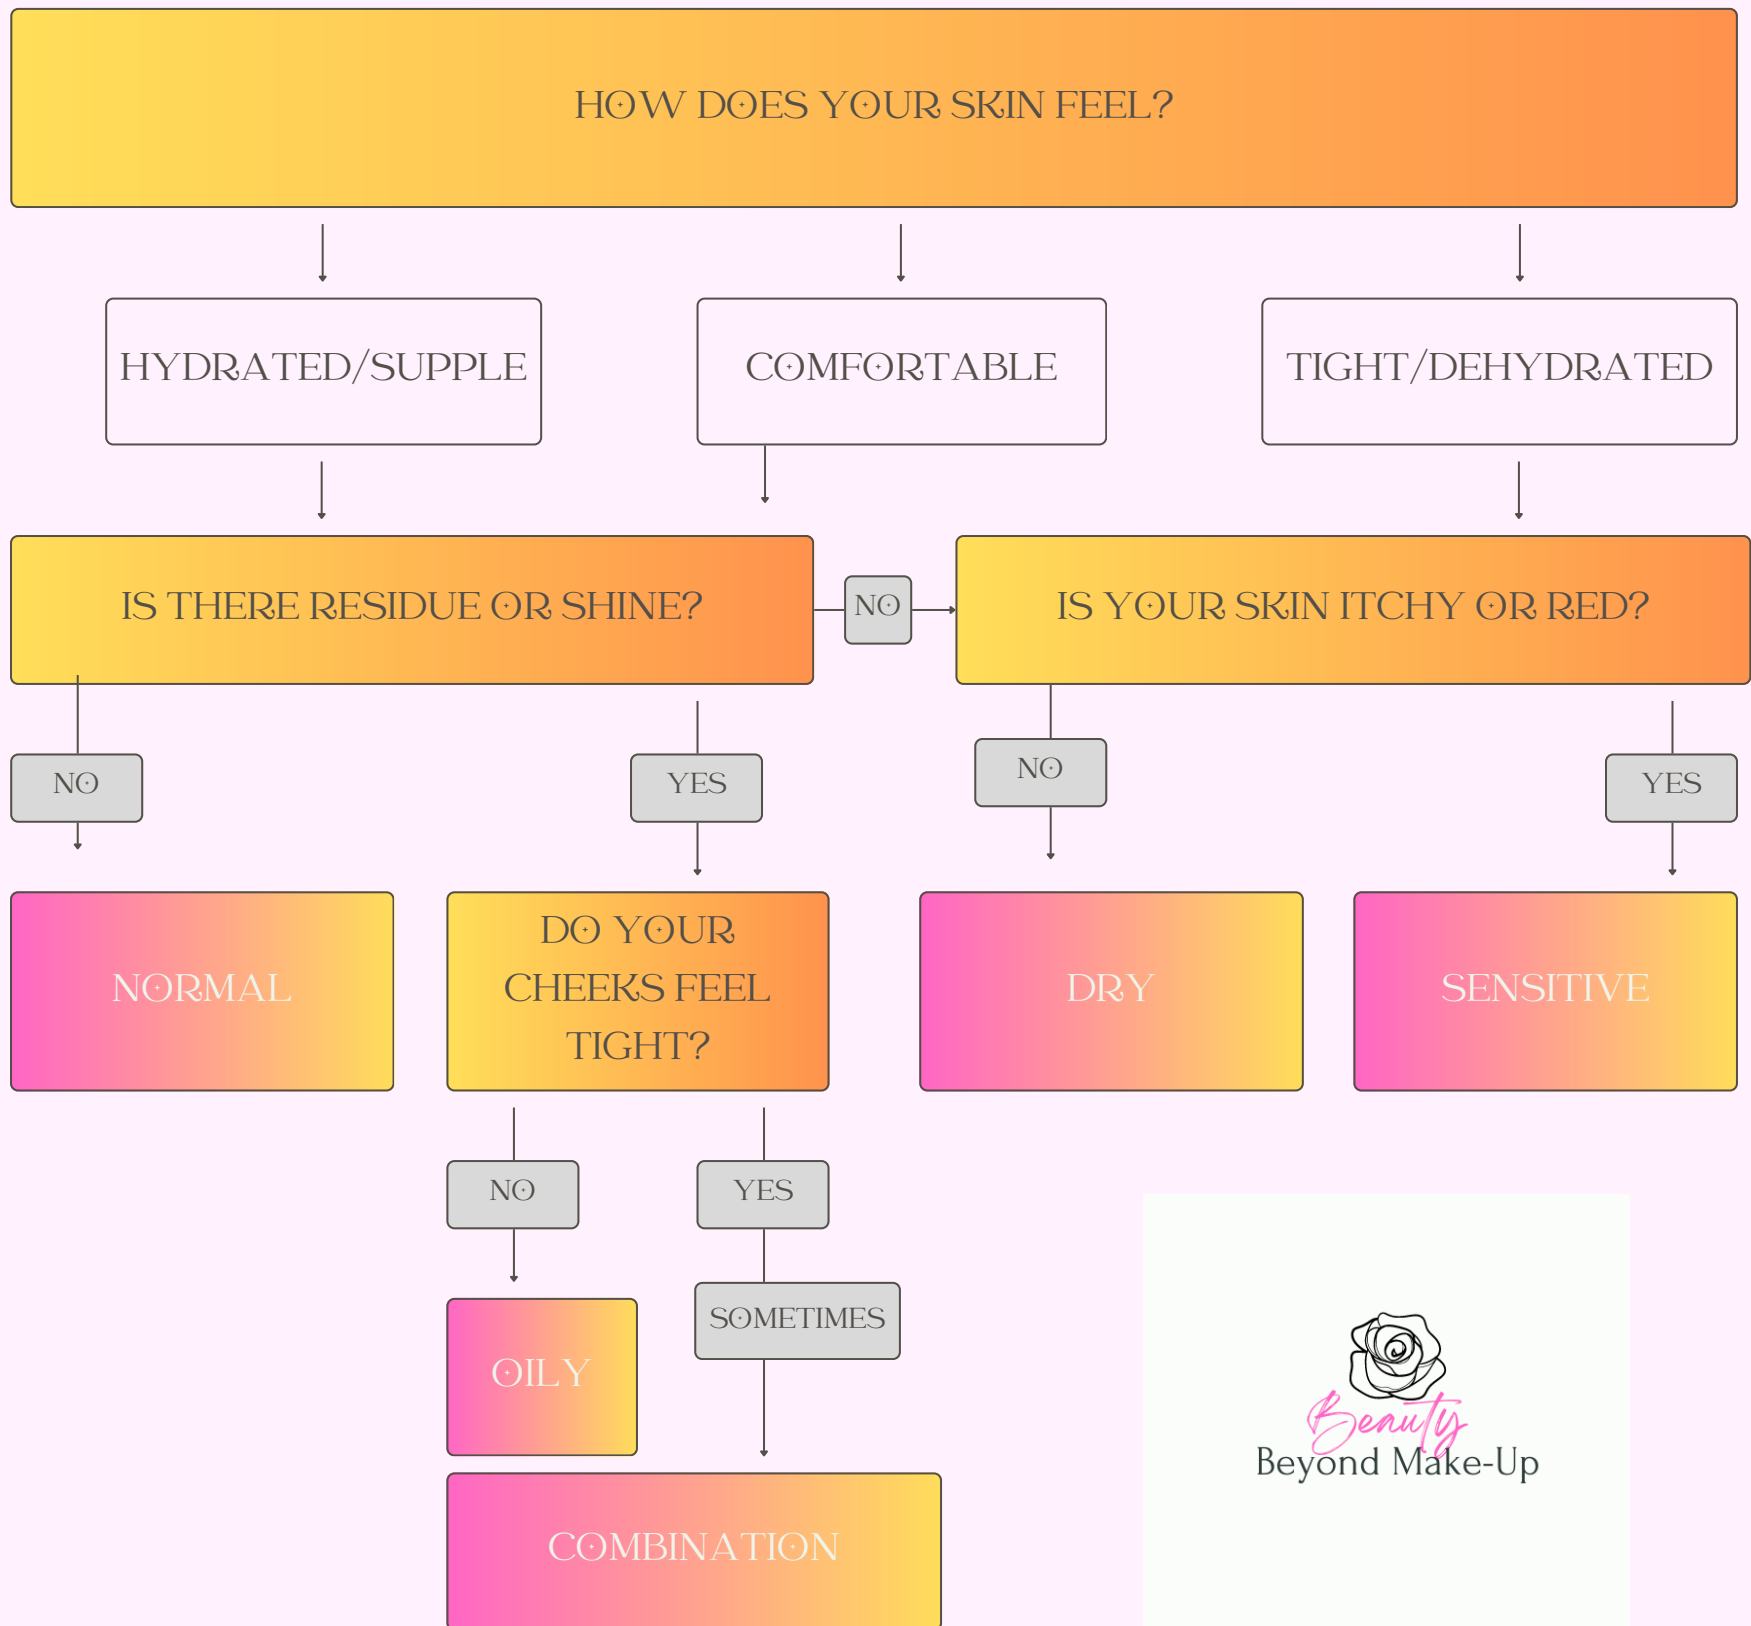 HOW DOES YOUR SKIN FEEL?
HYDRATED/SUPPLE
COMFORTABLE
TIGHT/DEHYDRATED
IS THERE RESIDUE OR SHINE?
NO
IS YOUR SKIN ITCHY OR RED?
NO
YES
NO
YES
NORMAL
DO YOUR
CHEEKS FEEL
TIGHT?
DRY
SENSITIVE
NO
YES
SOMETIMES
OILY
COMBINATION
Beauty
Beyond Make-Up